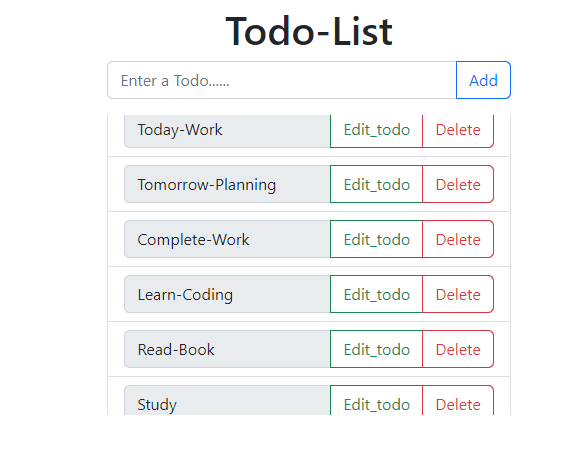 Todo-List
Enter a Todo...... Add
Today-Work Edit_todo Delete
Tomorrow-Planning Edit_todo Delete
Complete-Work Edit_todo Delete
Learn-Coding Edit_todo Delete
Read-Book Edit_todo Delete
Study Edit_todo Delete